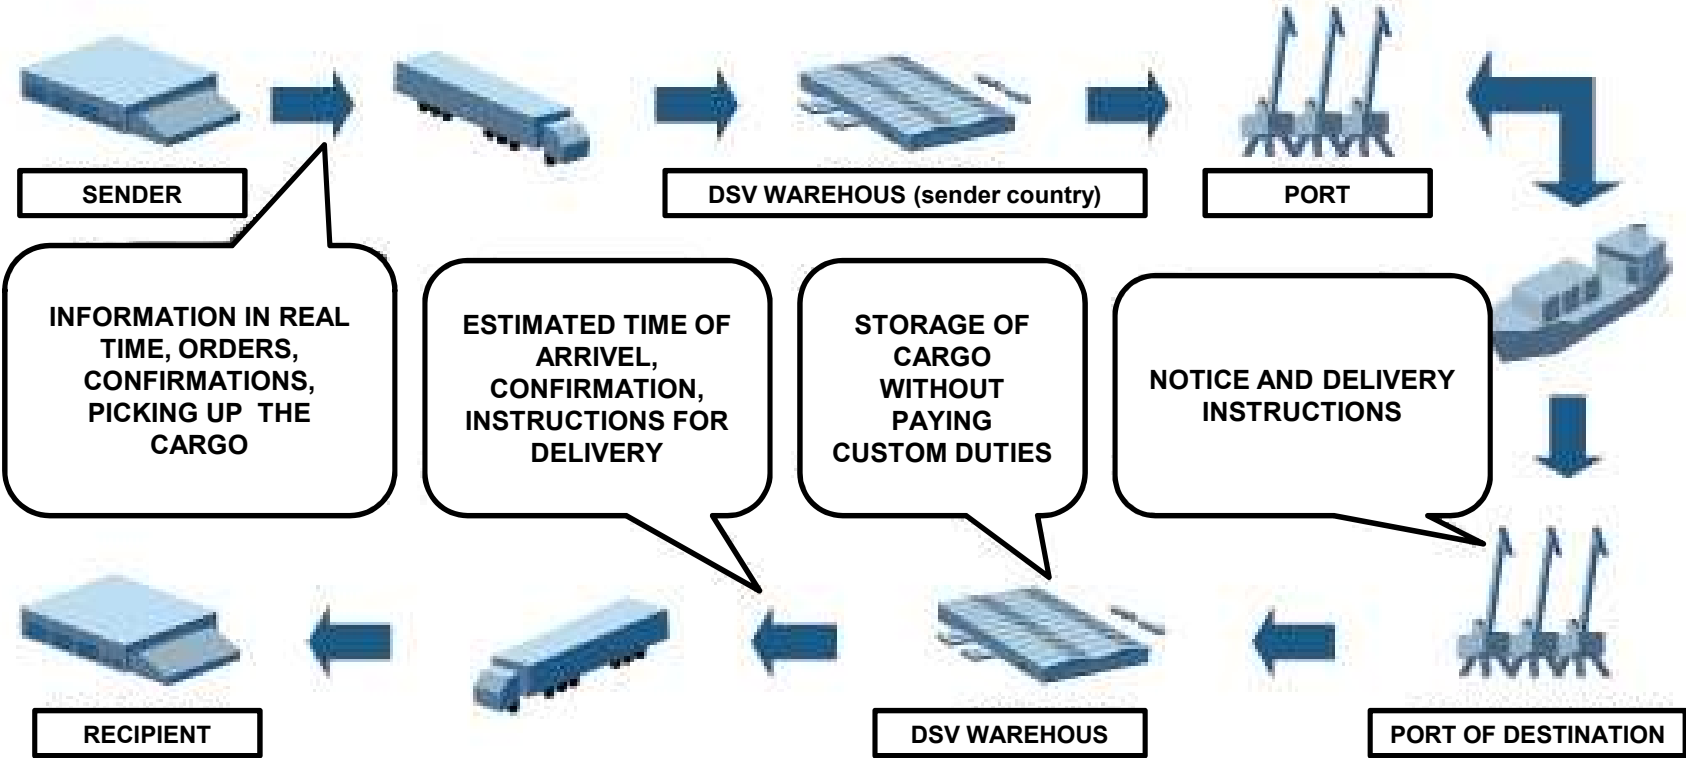 SENDER
DSV WAREHOUS (sender country)
PORT
INFORMATION IN REAL
TIME, ORDERS,
CONFIRMATIONS,
PICKING UP THE
CARGO
ESTIMATED TIME OF
ARRIVEL,
CONFIRMATION,
INSTRUCTIONS FOR
DELIVERY
STORAGE OF
CARGO
WITHOUT
PAYING
CUSTOM DUTIES
NOTICE AND DELIVERY
INSTRUCTIONS
RECIPIENT
DSV WAREHOUS
PORT OF DESTINATION